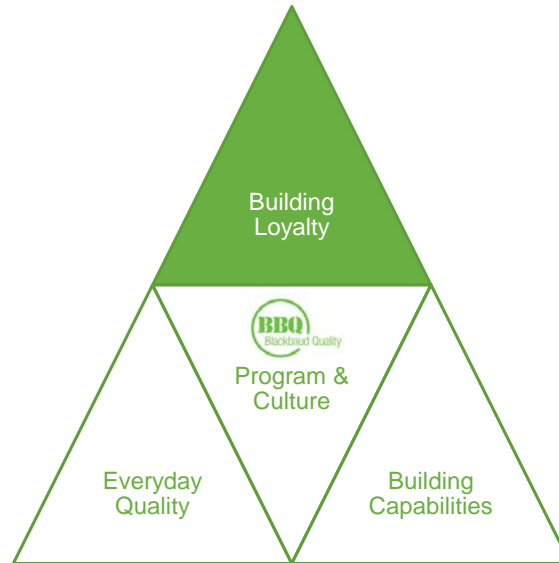 Building
Loyalty
BBQ
Blackbaud Quality
Program &
Culture
Everyday
Quality
Building
Capabilities